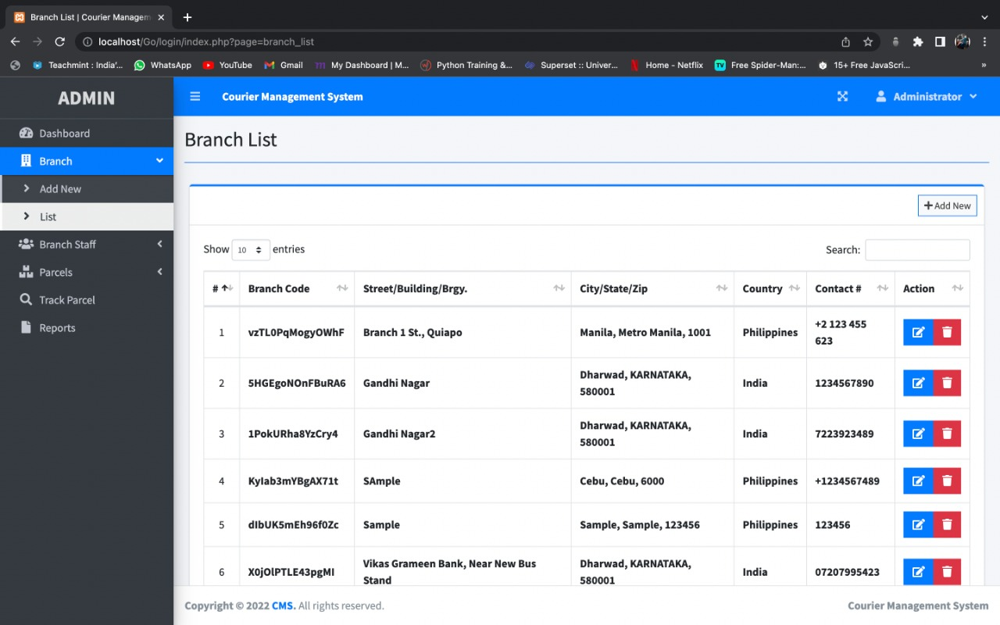 Branch List | Courier Managem
localhost/Go/login/index.php?page=branch_list
Teachmint : India'... WhatsApp YouTube Gmail My Dashboard | M... Python Training &... Superset :: Univer... Home - Netflix Free Spider-Man:... 15+ Free JavaScri... »
ADMIN
Courier Management System
Administrator
Dashboard
Branch
Add New
List
Branch Staff
Parcels
Track Parcel
Reports
Branch List
Add New
Show 10 entries
Search:
# Branch Code Street/Building/Brgy. City/State/Zip Country Contact # Action
1 vzTL0PqMogyOWhF Branch 1 St., Quiapo Manila, Metro Manila, 1001 Philippines +2 123 455
623
2 5HGEgoNOnFBuRA6 Gandhi Nagar Dharwad, KARNATAKA,
580001 India 1234567890
3 1PokURha8YzCry4 Gandhi Nagar2 Dharwad, KARNATAKA,
580001 India 7223923489
4 KyIab3mYBgAX71t SAmple Cebu, Cebu, 6000 Philippines +1234567489
5 dIbUK5mEh96f0Zc Sample Sample, Sample, 123456 Philippines 123456
6 X0jOlPTLE43pgMI Vikas Grameen Bank, Near New Bus
Stand Dharwad, KARNATAKA,
580001 India 07207995423
Copyright © 2022 CMS. All rights reserved.
Courier Management System